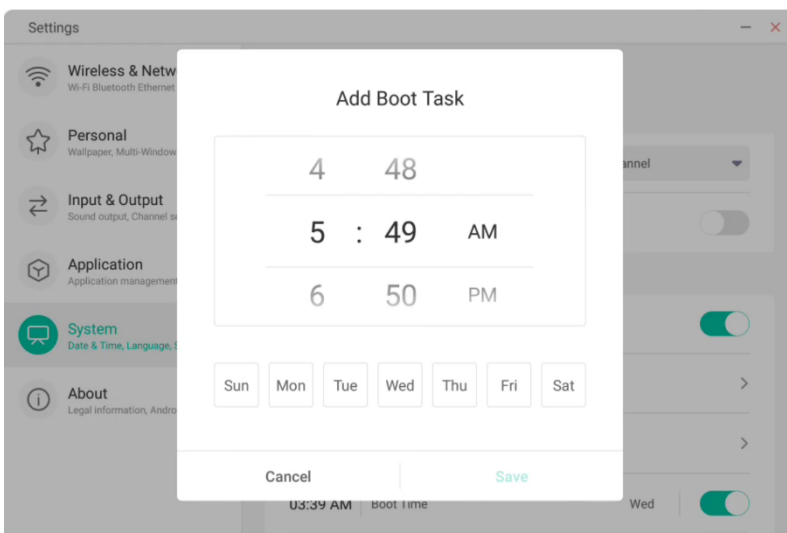 Settings
Wireless & Netw
Wi-Fi Bluetooth Ethernet
Personal
Wallpaper, Multi-Window
Input & Output
Sound output, Channel se
Application
Application management
System
Date & Time, Language, S
About
Legal information, Andro
Add Boot Task
4 48
5 : 49 AM
6 50 PM
Sun Mon Tue Wed Thu Fri Sat
Cancel Save
annel
03:39 AM Boot Time Wed